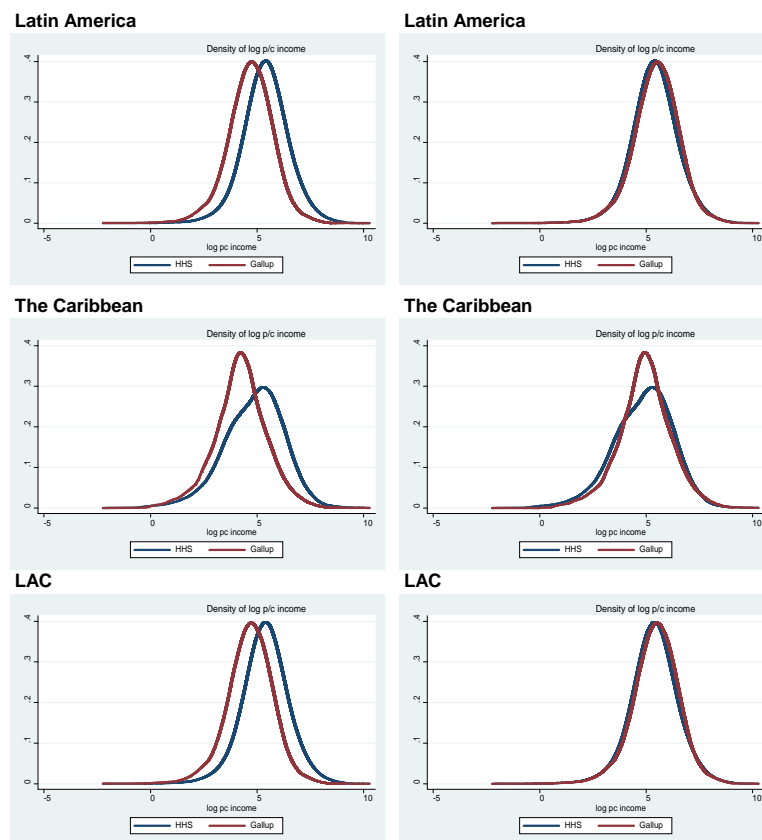 Latin America
Density of log p/c income
.4
.3
.2
.1
0
-5 0 5 10
log pc income
HHS Gallup
Latin America
Density of log p/c income
.4
.3
.2
.1
0
-5 0 5 10
log pc income
HHS Gallup
The Caribbean
Density of log p/c income
.4
.3
.2
.1
0
-5 0 5 10
log pc income
HHS Gallup
The Caribbean
Density of log p/c income
.4
.3
.2
.1
0
-5 0 5 10
log pc income
HHS Gallup
LAC
Density of log p/c income
.4
.3
.2
.1
0
-5 0 5 10
log pc income
HHS Gallup
LAC
Density of log p/c income
.4
.3
.2
.1
0
-5 0 5 10
log pc income
HHS Gallup